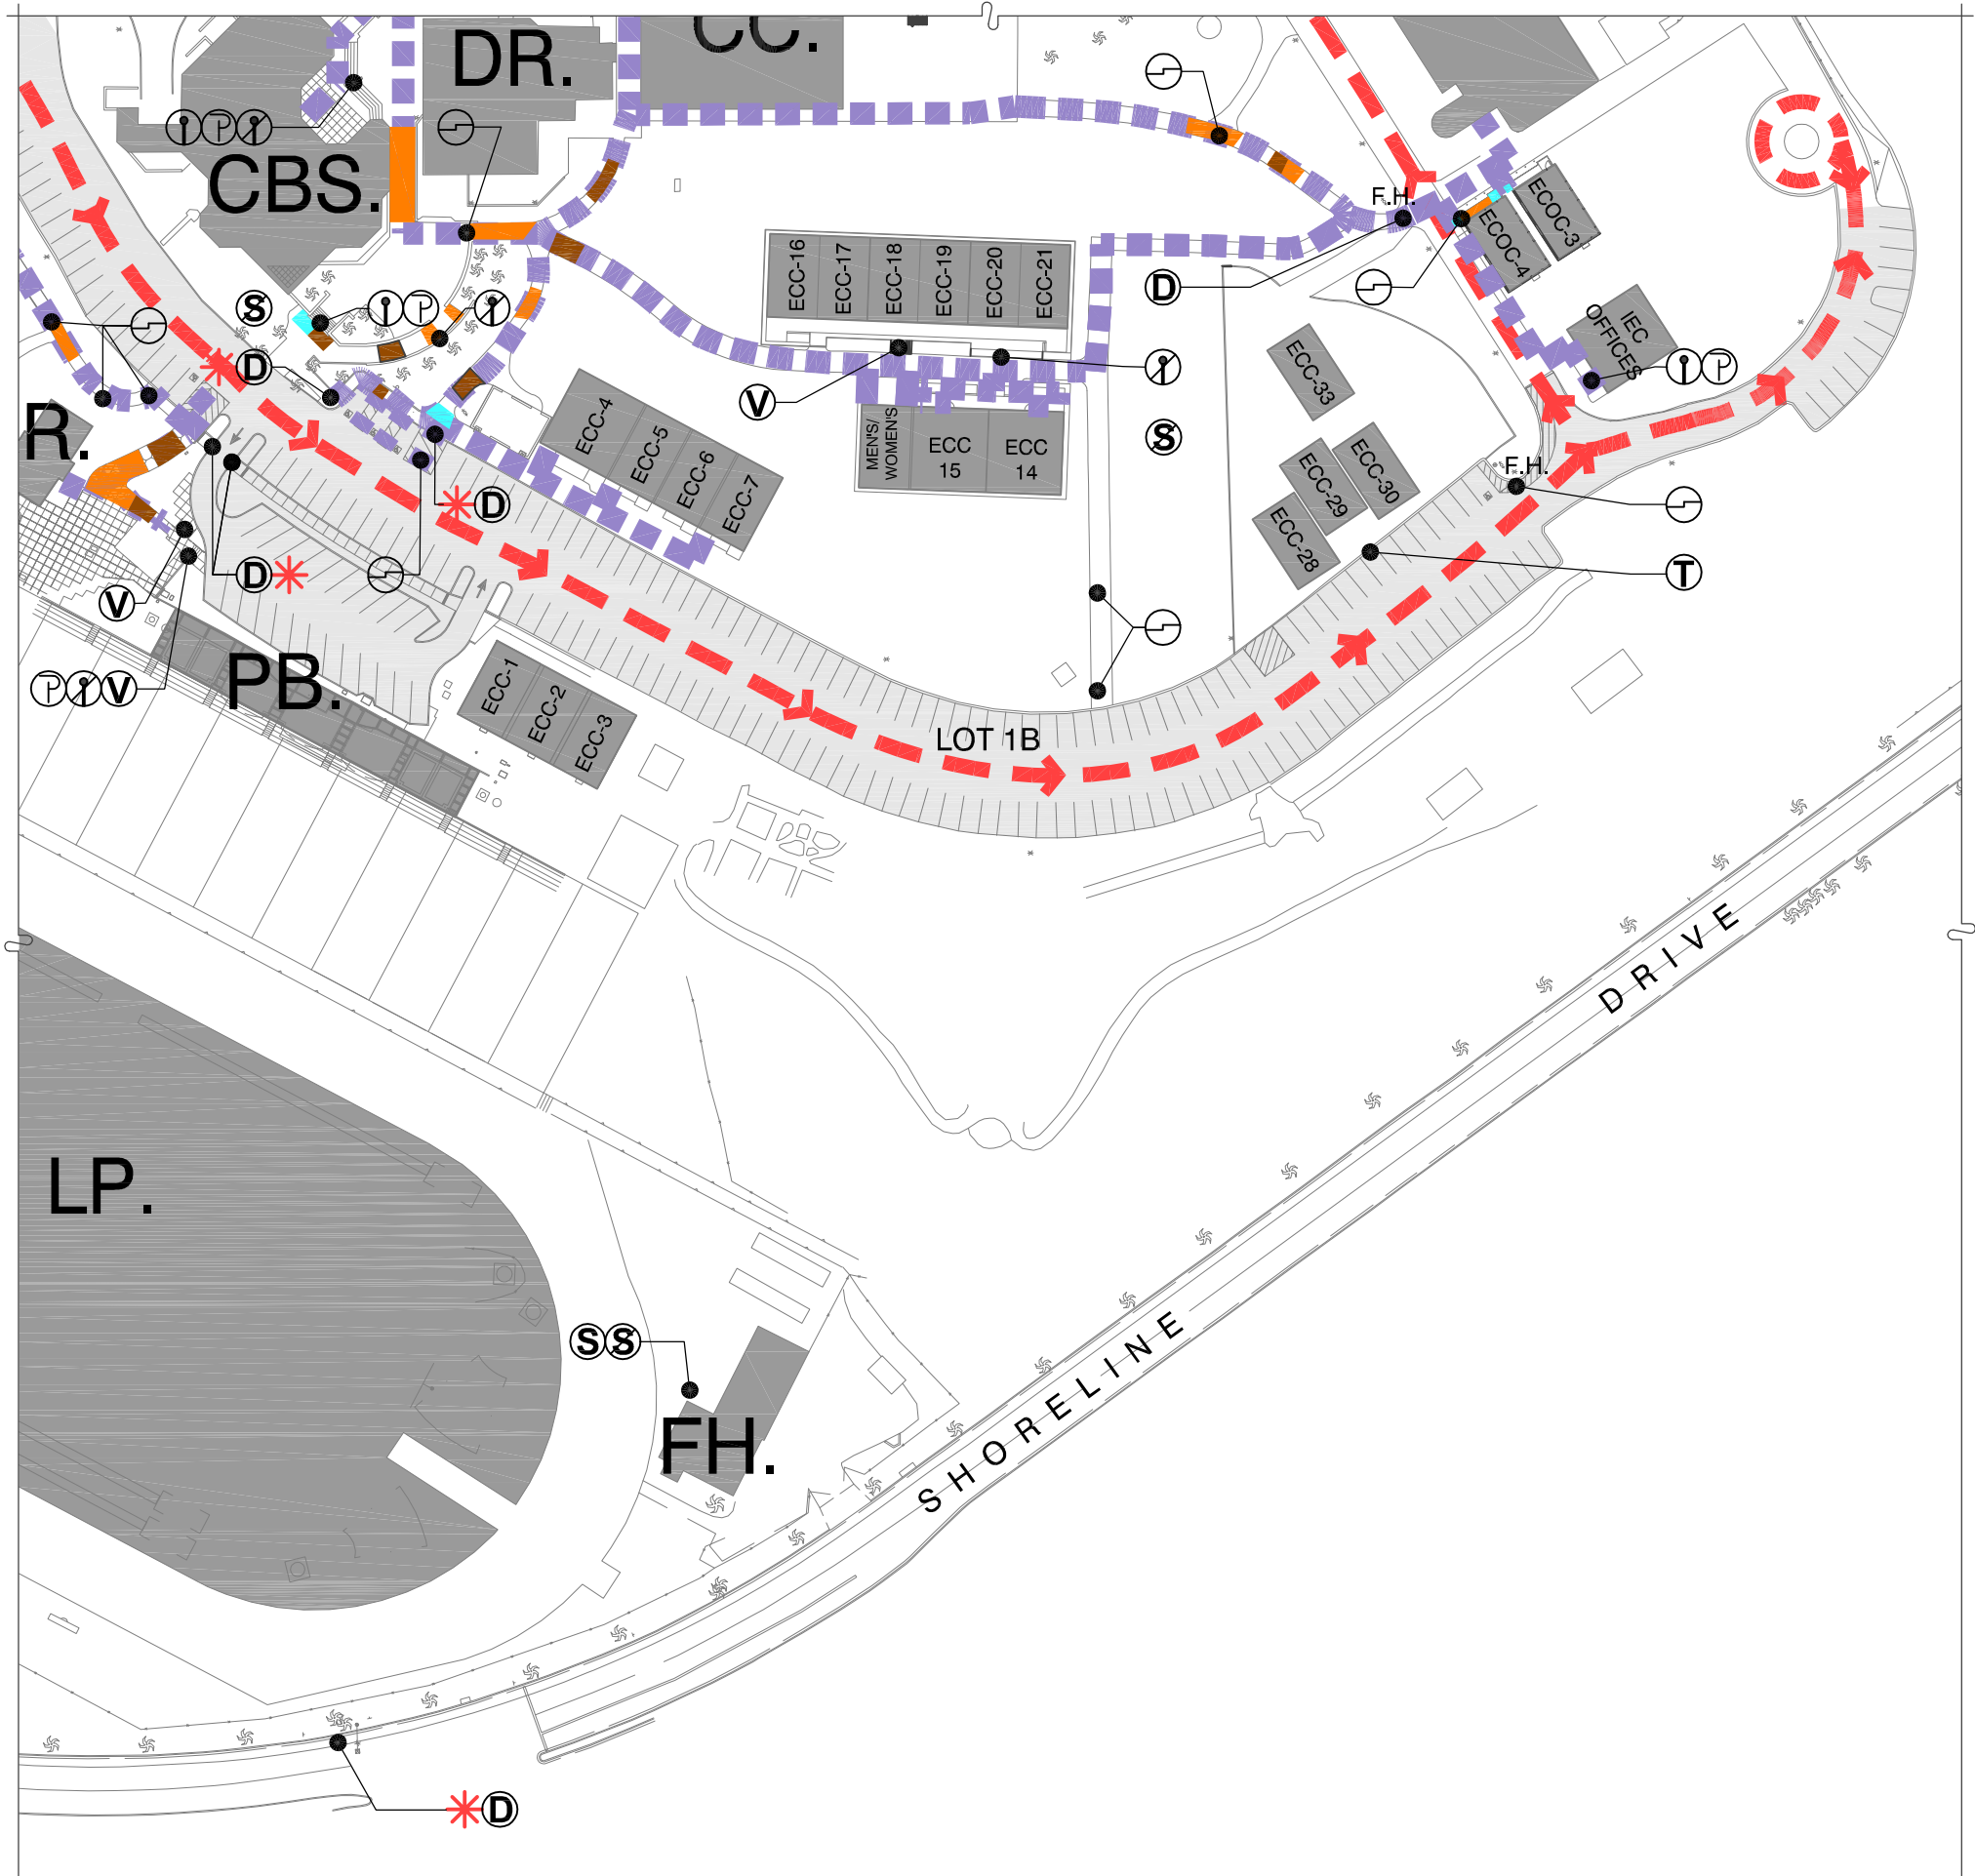 CC.
DR.
CBS.
P
F.H.
ECOC-3
ECOC-4
ECC-16
ECC-17
ECC-18
ECC-19
ECC-20
ECC-21
D
S
P
IEC
OFFICES
P
D
ECC-33
V
R.
ECC-4
ECC-5
ECC-6
ECC-7
MEN'S/
WOMEN'S
ECC
15
ECC
14
S
ECC-30
ECC-29
ECC-28
F.H.
D
D
V
T
P
V
PB.
ECC-1
ECC-2
ECC-3
LOT 1B
SHORELINE DRIVE
LP.
S S
FH.
D